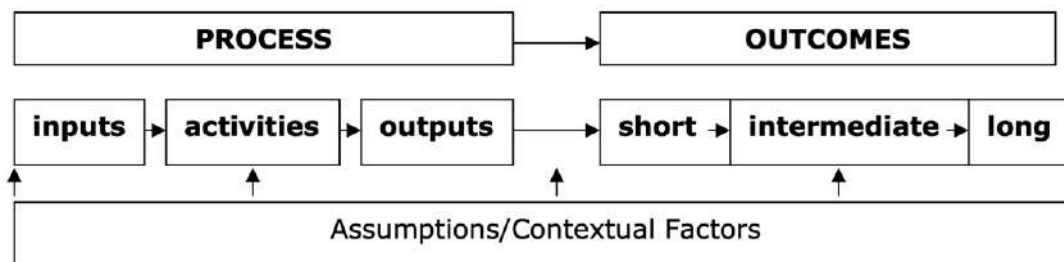 PROCESS OUTCOMES
inputs activities outputs short intermediate long
Assumptions/Contextual Factors